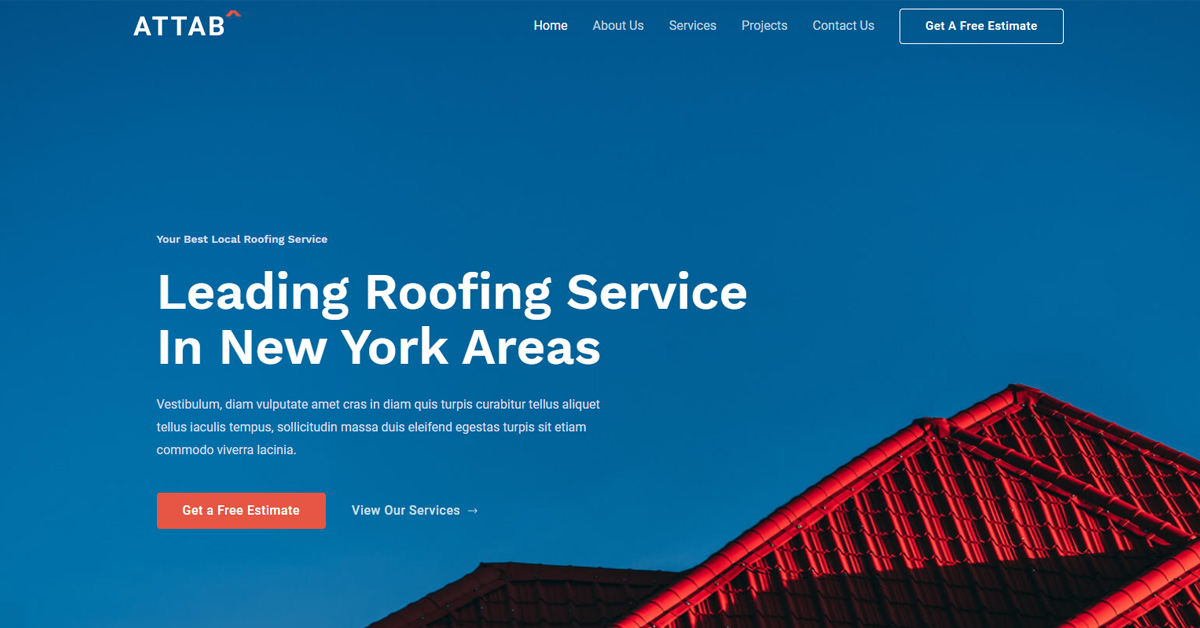 ATTAB
Home About Us Services Projects Contact Us Get A Free Estimate
Your Best Local Roofing Service
Leading Roofing Service
In New York Areas
Vestibulum, diam vulputate amet cras in diam quis turpis curabitur tellus aliquet
tellus iaculis tempus, sollicitudin massa duis eleifend egestas turpis sit etiam
commodo viverra lacinia.
Get a Free Estimate View Our Services →